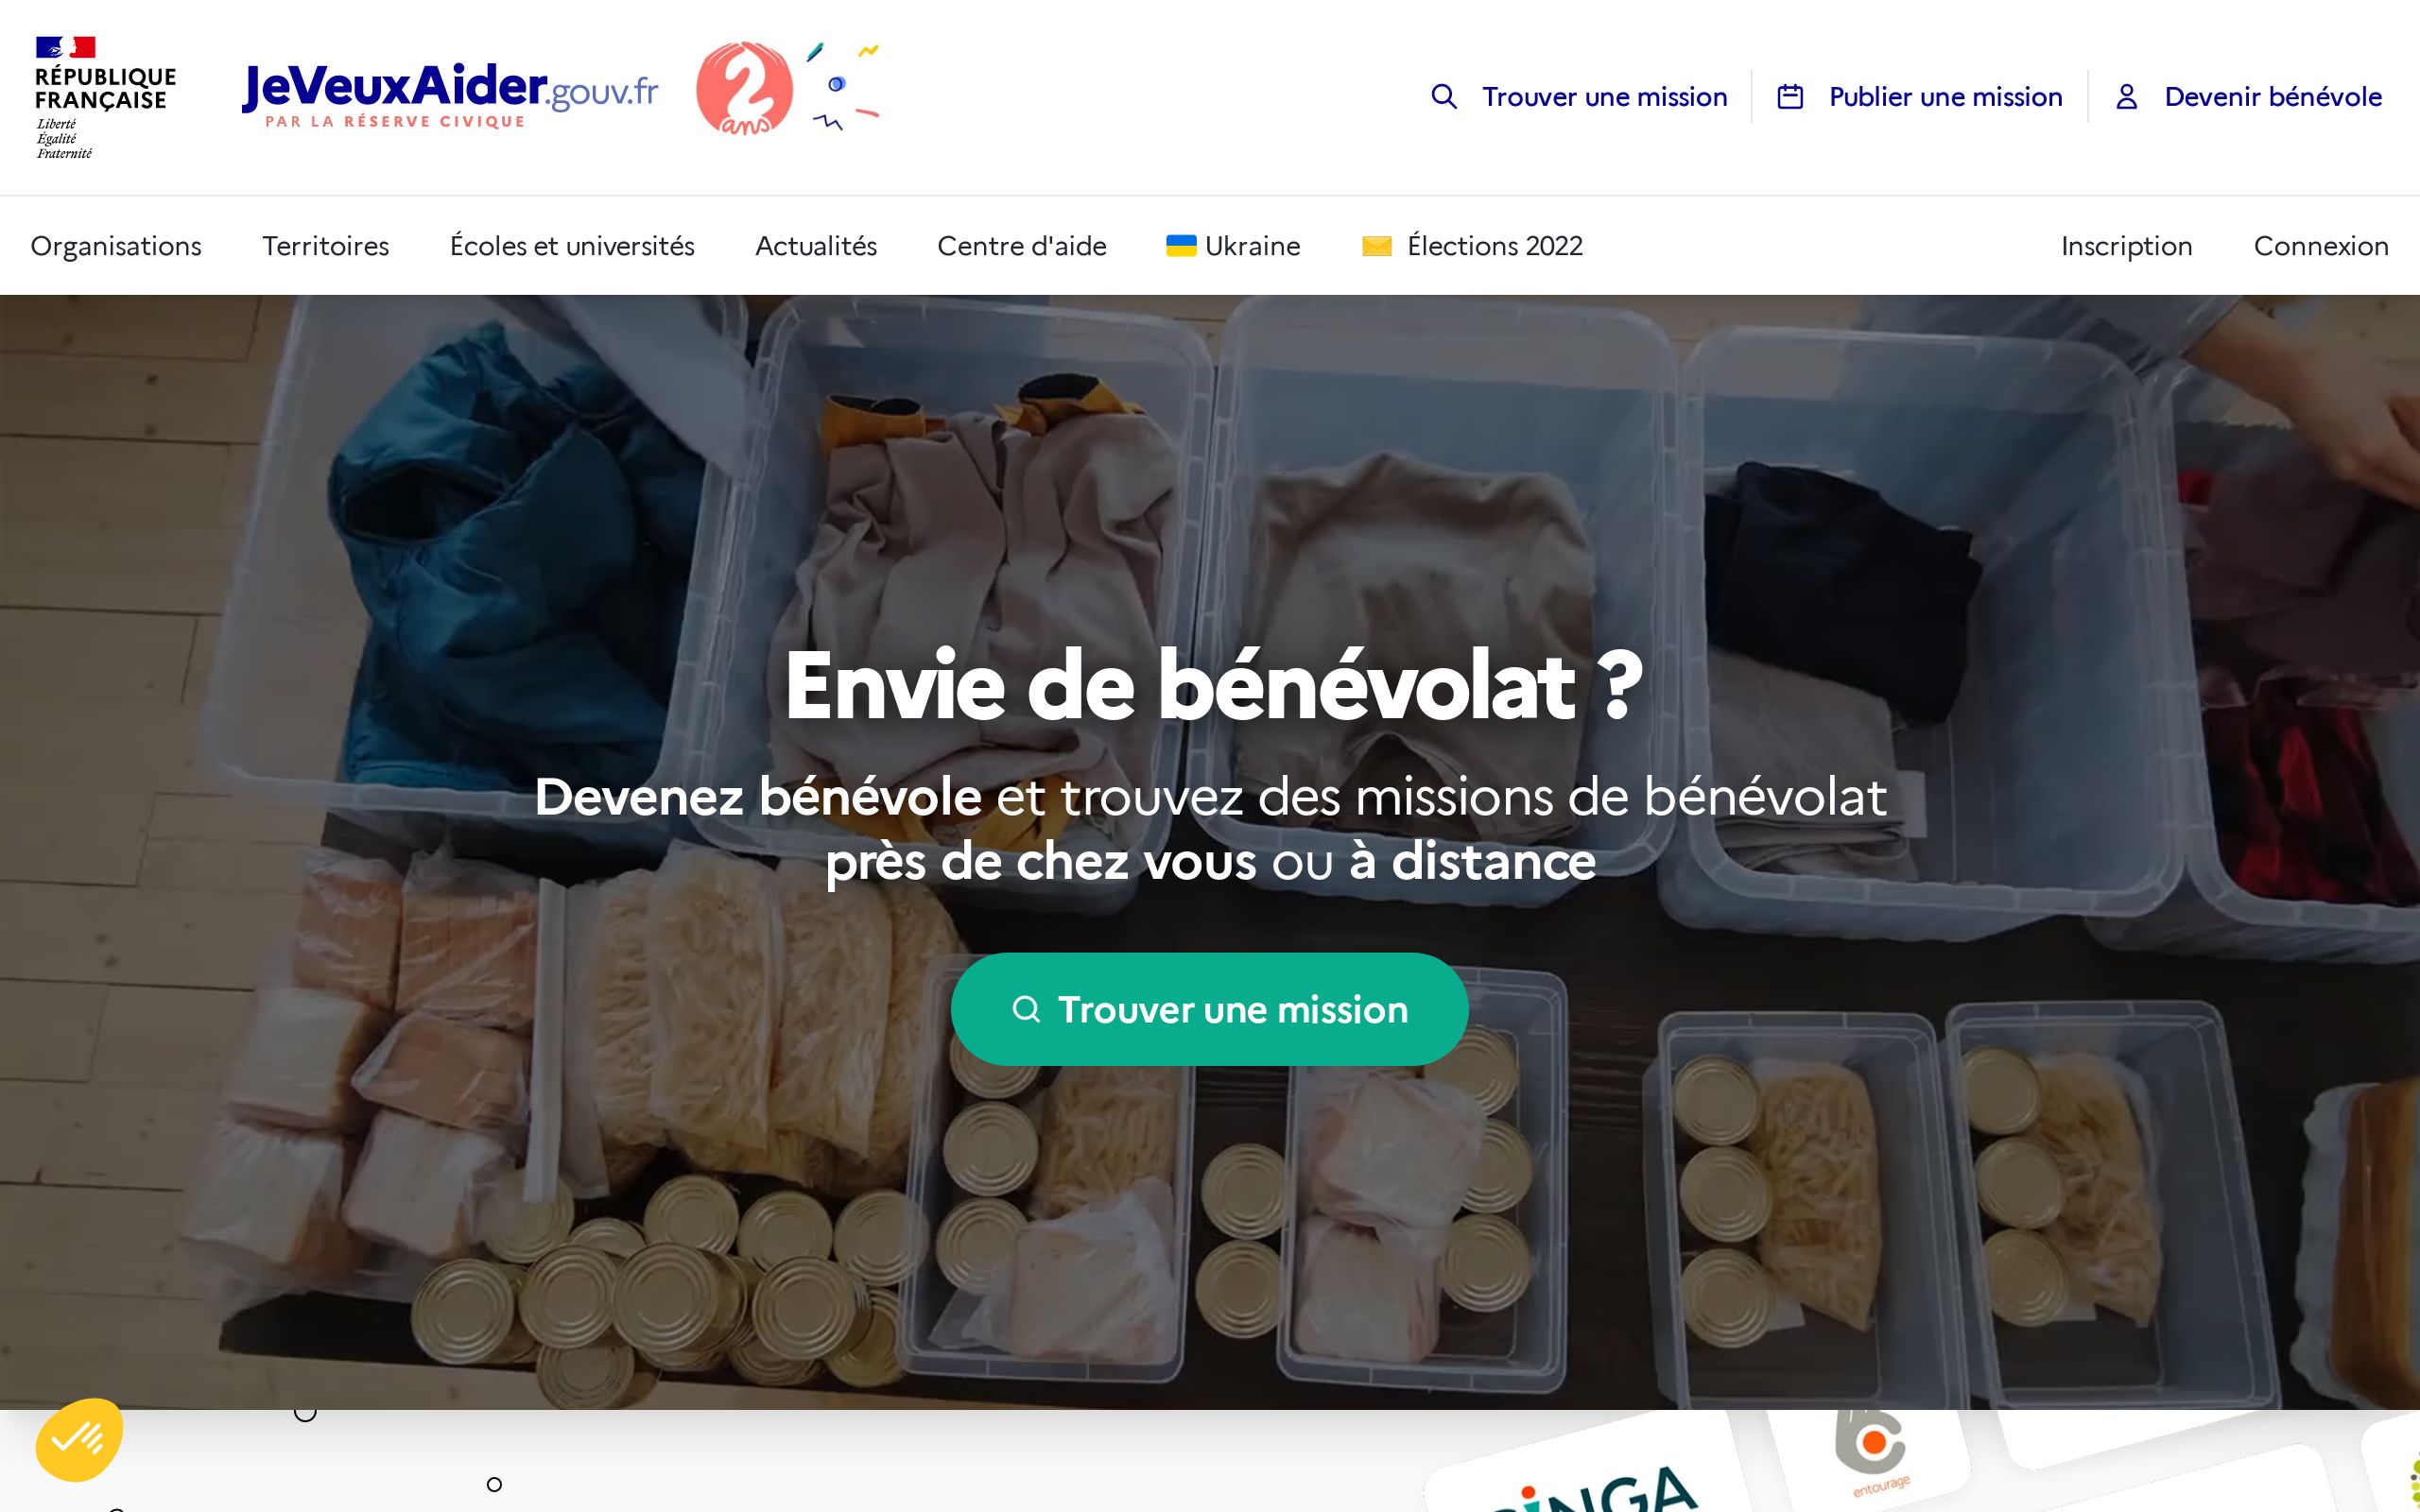 RÉPUBLIQUE
FRANÇAISE
Liberté
Égalité
Fraternité
JeVeuxAider.gouv.fr
PAR LA RÉSERVE CIVIQUE
2
ans
Trouver une mission
Publier une mission
Devenir bénévole
Organisations
Territoires
Écoles et universités
Actualités
Centre d'aide
Ukraine
Élections 2022
Inscription
Connexion
Envie de bénévolat ?
Devenez bénévole et trouvez des missions de bénévolat
près de chez vous ou à distance
Trouver une mission
entourage